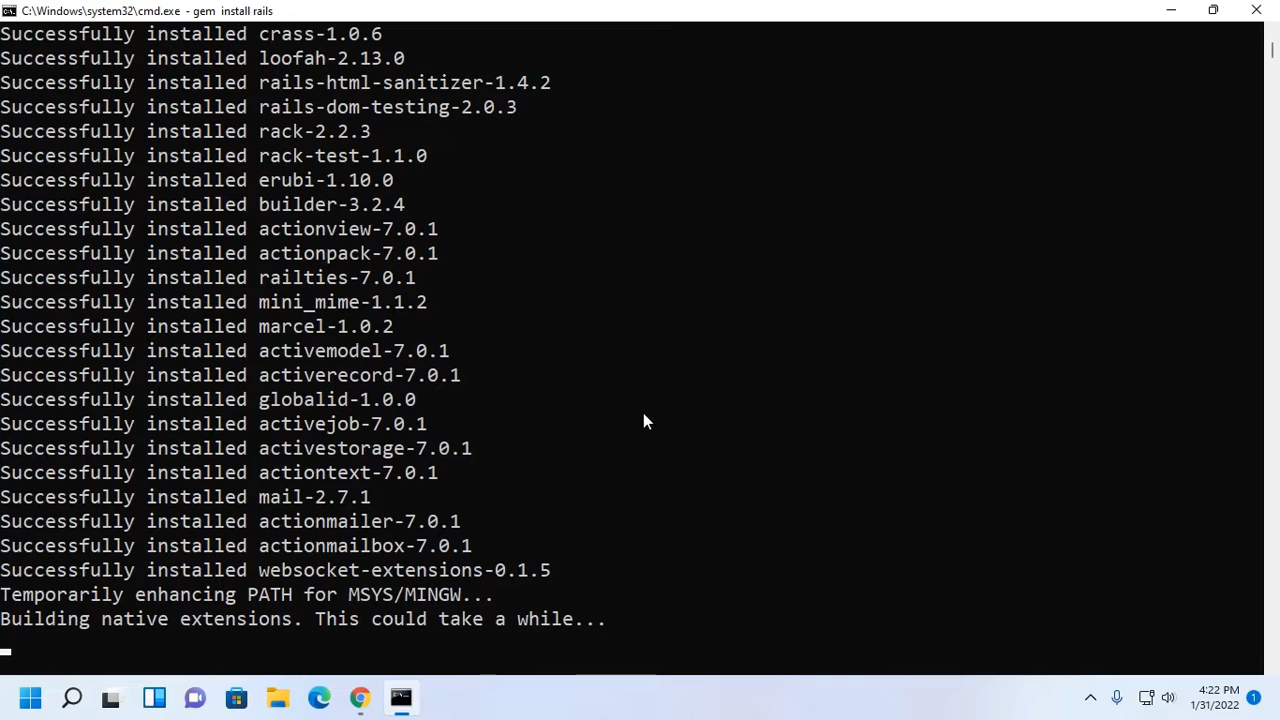 C:\Windows\system32\cmd.exe - gem install rails
Successfully installed crass-1.0.6
Successfully installed loofah-2.13.0
Successfully installed rails-html-sanitizer-1.4.2
Successfully installed rails-dom-testing-2.0.3
Successfully installed rack-2.2.3
Successfully installed rack-test-1.1.0
Successfully installed erubi-1.10.0
Successfully installed builder-3.2.4
Successfully installed actionview-7.0.1
Successfully installed actionpack-7.0.1
Successfully installed railties-7.0.1
Successfully installed mini_mime-1.1.2
Successfully installed marcel-1.0.2
Successfully installed activemodel-7.0.1
Successfully installed activerecord-7.0.1
Successfully installed globalid-1.0.0
Successfully installed activejob-7.0.1
Successfully installed activestorage-7.0.1
Successfully installed actiontext-7.0.1
Successfully installed mail-2.7.1
Successfully installed actionmailer-7.0.1
Successfully installed actionmailbox-7.0.1
Successfully installed websocket-extensions-0.1.5
Temporarily enhancing PATH for MSYS/MINGW...
Building native extensions. This could take a while...
4:22 PM
1/31/2022
1